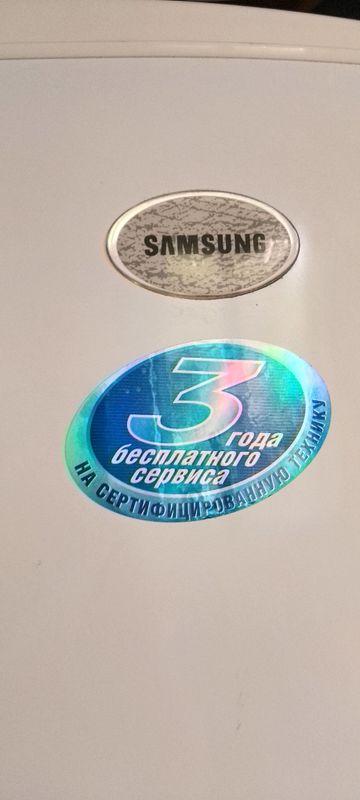 SAMSUNG
3
года
бесплатного
сервиса
НА СЕРТИФИЦИРОВАННУЮ ТЕХНИКУ